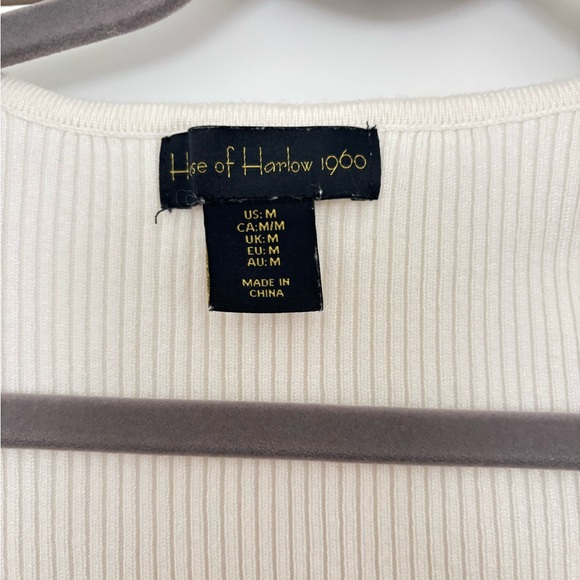 Hse of Harlow 1960
US: M
CA:M/M
UK: M
EU: M
AU: M
MADE IN
CHINA